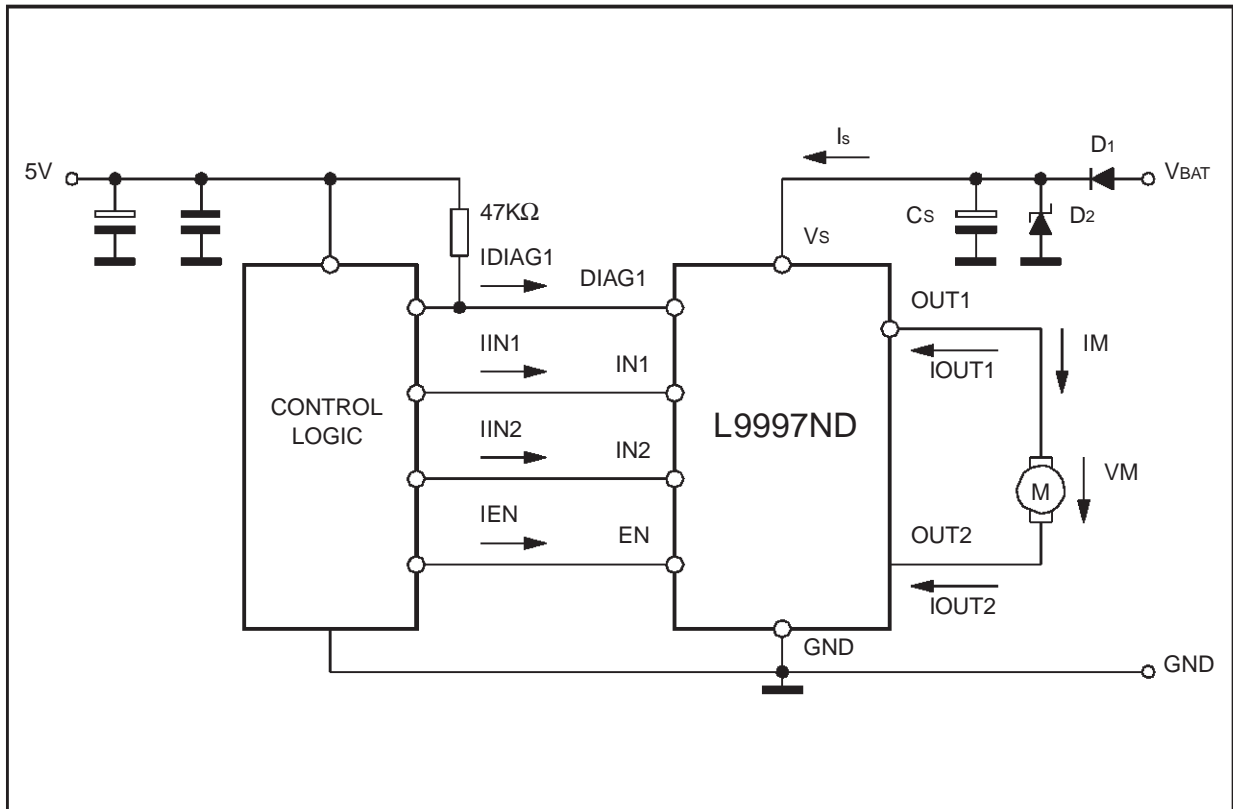 Is
D1
5V
VBAT
47KΩ
Cs
D2
IDIAG1
Vs
DIAG1
OUT1
IIN1
IM
IN1
IOUT1
CONTROL
LOGIC
L9997ND
IIN2
IN2
VM
M
IEN
EN
OUT2
IOUT2
GND
GND